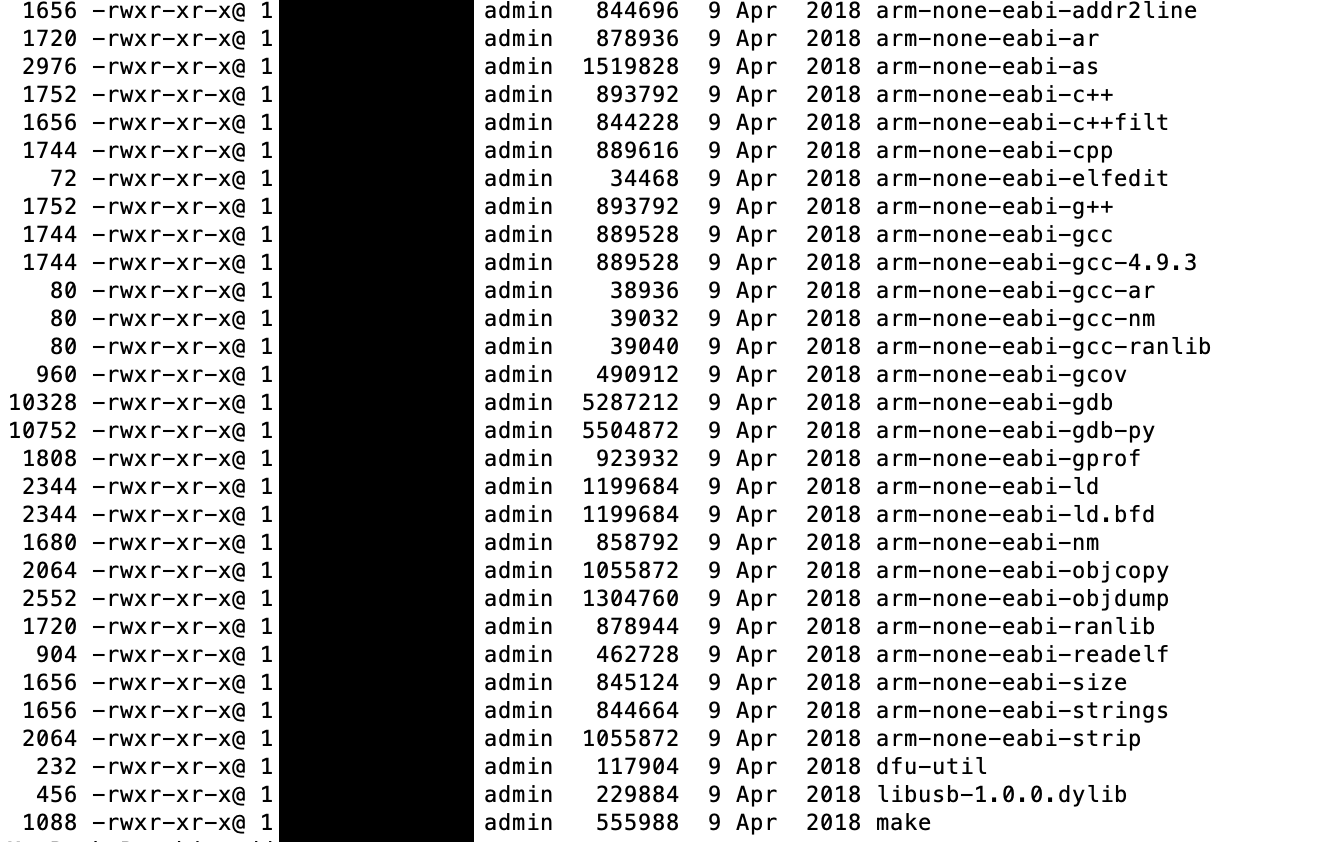 1656 -rwxr-xr-x@ 1 admin 844696 9 Apr 2018 arm-none-eabi-addr2line
1720 -rwxr-xr-x@ 1 admin 878936 9 Apr 2018 arm-none-eabi-ar
2976 -rwxr-xr-x@ 1 admin 1519828 9 Apr 2018 arm-none-eabi-as
1752 -rwxr-xr-x@ 1 admin 893792 9 Apr 2018 arm-none-eabi-c++
1656 -rwxr-xr-x@ 1 admin 844228 9 Apr 2018 arm-none-eabi-c++filt
1744 -rwxr-xr-x@ 1 admin 889616 9 Apr 2018 arm-none-eabi-cpp
72 -rwxr-xr-x@ 1 admin 34468 9 Apr 2018 arm-none-eabi-elfedit
1752 -rwxr-xr-x@ 1 admin 893792 9 Apr 2018 arm-none-eabi-g++
1744 -rwxr-xr-x@ 1 admin 889528 9 Apr 2018 arm-none-eabi-gcc
1744 -rwxr-xr-x@ 1 admin 889528 9 Apr 2018 arm-none-eabi-gcc-4.9.3
80 -rwxr-xr-x@ 1 admin 38936 9 Apr 2018 arm-none-eabi-gcc-ar
80 -rwxr-xr-x@ 1 admin 39032 9 Apr 2018 arm-none-eabi-gcc-nm
80 -rwxr-xr-x@ 1 admin 39040 9 Apr 2018 arm-none-eabi-gcc-ranlib
960 -rwxr-xr-x@ 1 admin 490912 9 Apr 2018 arm-none-eabi-gcov
10328 -rwxr-xr-x@ 1 admin 5287212 9 Apr 2018 arm-none-eabi-gdb
10752 -rwxr-xr-x@ 1 admin 5504872 9 Apr 2018 arm-none-eabi-gdb-py
1808 -rwxr-xr-x@ 1 admin 923932 9 Apr 2018 arm-none-eabi-gprof
2344 -rwxr-xr-x@ 1 admin 1199684 9 Apr 2018 arm-none-eabi-ld
2344 -rwxr-xr-x@ 1 admin 1199684 9 Apr 2018 arm-none-eabi-ld.bfd
1680 -rwxr-xr-x@ 1 admin 858792 9 Apr 2018 arm-none-eabi-nm
2064 -rwxr-xr-x@ 1 admin 1055872 9 Apr 2018 arm-none-eabi-objcopy
2552 -rwxr-xr-x@ 1 admin 1304760 9 Apr 2018 arm-none-eabi-objdump
1720 -rwxr-xr-x@ 1 admin 878944 9 Apr 2018 arm-none-eabi-ranlib
904 -rwxr-xr-x@ 1 admin 462728 9 Apr 2018 arm-none-eabi-readelf
1656 -rwxr-xr-x@ 1 admin 845124 9 Apr 2018 arm-none-eabi-size
1656 -rwxr-xr-x@ 1 admin 844664 9 Apr 2018 arm-none-eabi-strings
2064 -rwxr-xr-x@ 1 admin 1055872 9 Apr 2018 arm-none-eabi-strip
232 -rwxr-xr-x@ 1 admin 117904 9 Apr 2018 dfu-util
456 -rwxr-xr-x@ 1 admin 229884 9 Apr 2018 libusb-1.0.0.dylib
1088 -rwxr-xr-x@ 1 admin 555988 9 Apr 2018 make